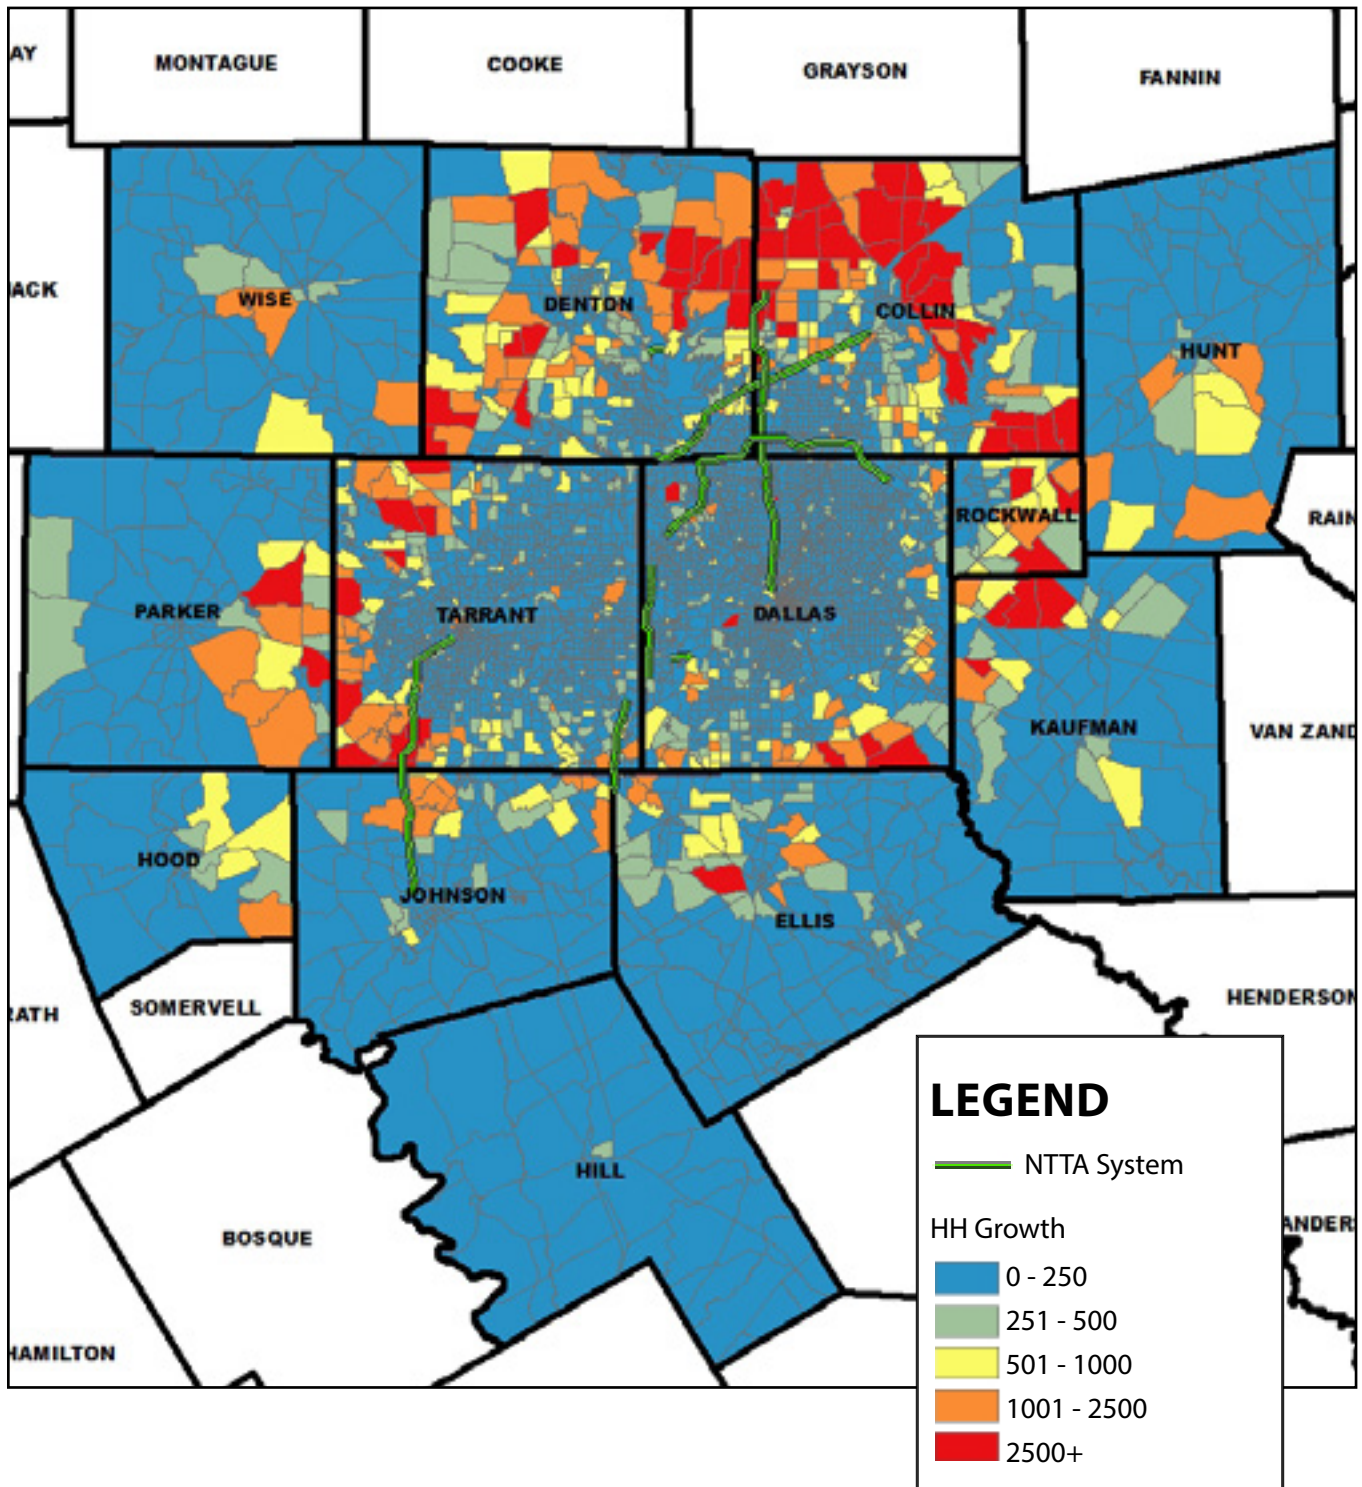 AY
MONTAGUE
COOKE
GRAYSON
FANNIN
ACK
WISE
DENTON
COLLIN
HUNT
ROCKWALL
RAIN
PARKER
TARRANT
DALLAS
KAUFMAN
VAN ZAND
HOOD
JOHNSON
ELLIS
RATH
SOMERVELL
HENDERSON
HILL
BOSQUE
ANDER
HAMILTON
LEGEND
NTTA System
HH Growth
0 - 250
251 - 500
501 - 1000
1001 - 2500
2500+